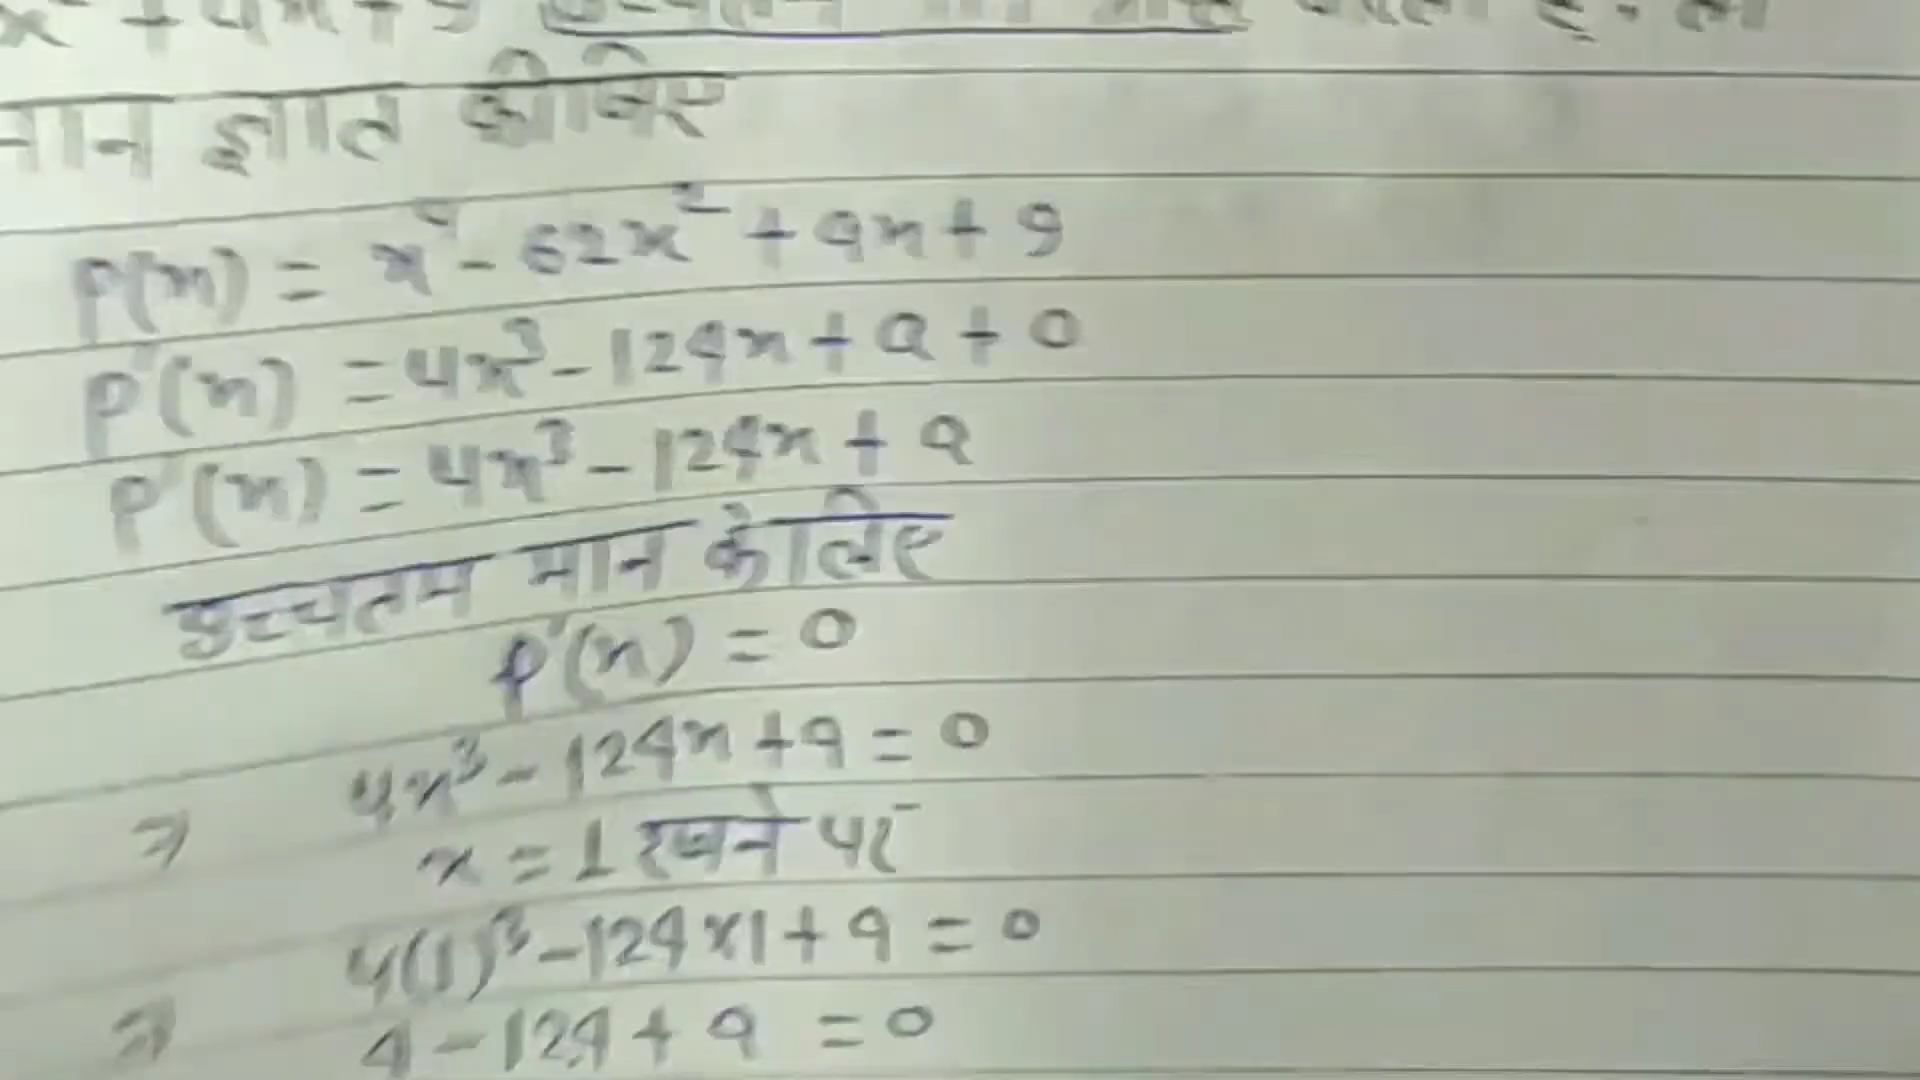 मान ज्ञात कीजिए
P(x) = x⁴ - 62x² + ax + 9
P'(x) = 4x³ - 124x + a + 0
P'(x) = 4x³ - 124x + a
उच्चतम मान के लिए
P'(x) = 0
⇒ 4x³ - 124x + a = 0
x = 1 रखने पर
4(1)³ - 124×1 + a = 0
⇒ 4 - 124 + a = 0